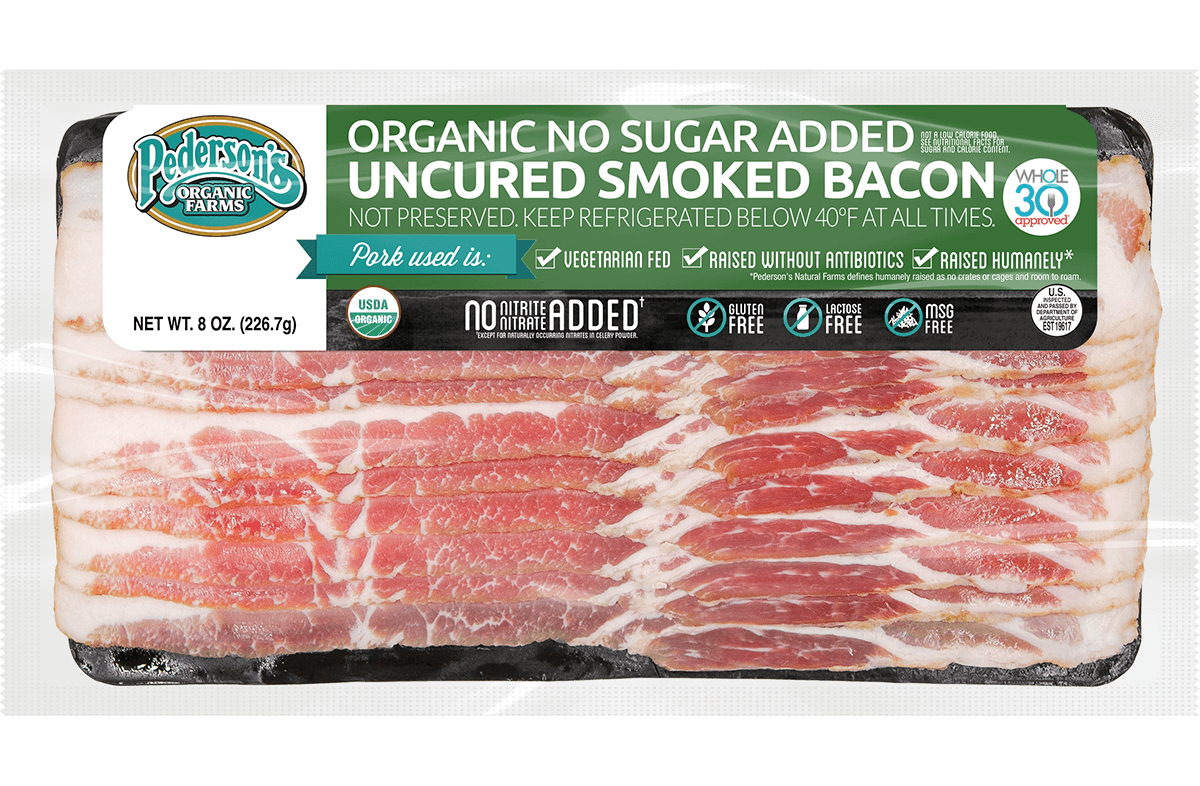 Pederson's
ORGANIC
FARMS
NET WT. 8 OZ. (226.7g)
ORGANIC NO SUGAR ADDED
NOT A LOW CALORIE FOOD.
SEE NUTRITIONAL FACTS FOR
SUGAR AND CALORIE CONTENT.
UNCURED SMOKED BACON
NOT PRESERVED. KEEP REFRIGERATED BELOW 40°F AT ALL TIMES.
WHOLE
30
approved
Pork used is:
VEGETARIAN FED
RAISED WITHOUT ANTIBIOTICS
RAISED HUMANELY*
*Pederson's Natural Farms defines humanely raised as no crates or cages and room to roam.
USDA
ORGANIC
NO NITRITE NITRATE ADDED†
†EXCEPT FOR NATURALLY OCCURRING NITRATES IN CELERY POWDER.
GLUTEN
FREE
LACTOSE
FREE
MSG
FREE
U.S.
INSPECTED
AND PASSED BY
DEPARTMENT OF
AGRICULTURE
EST 19617